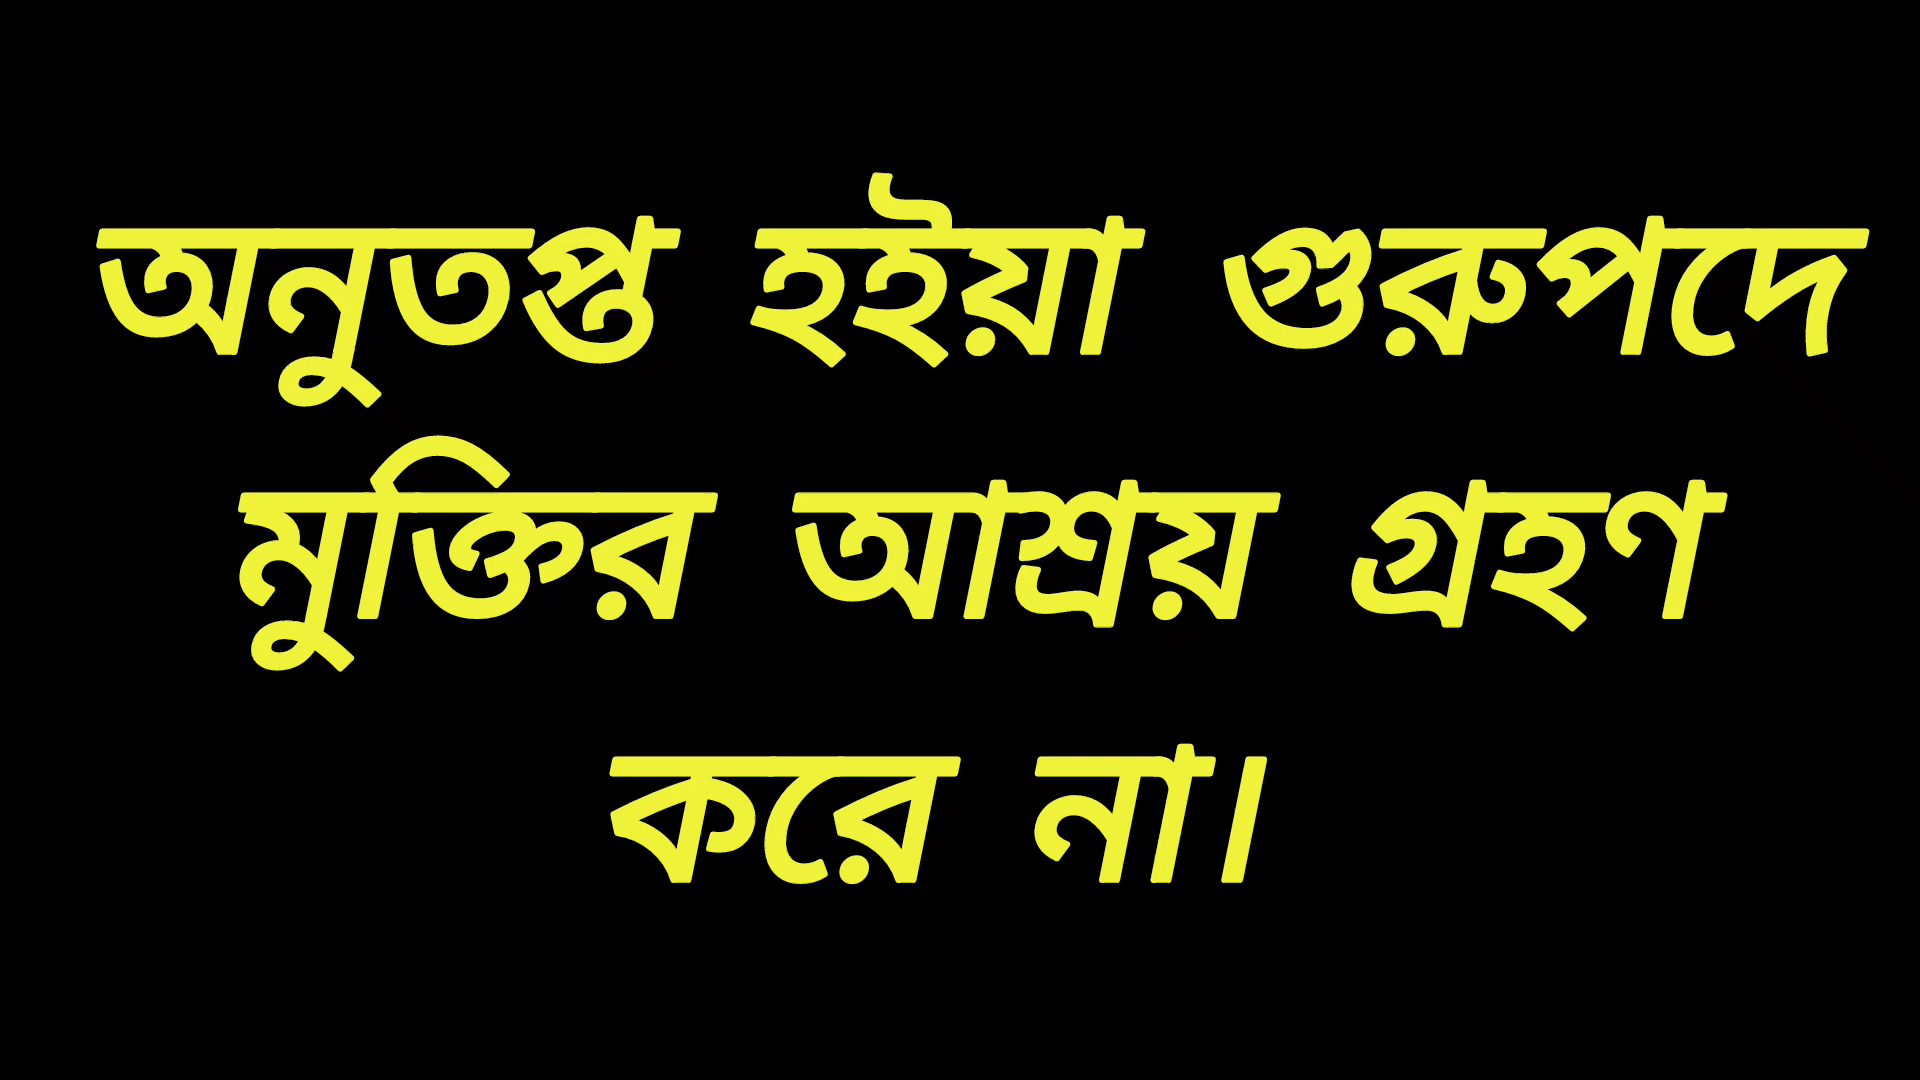 অনুতপ্ত হইয়া গুরুপদে
মুক্তির আশ্রয় গ্রহণ
করে না।